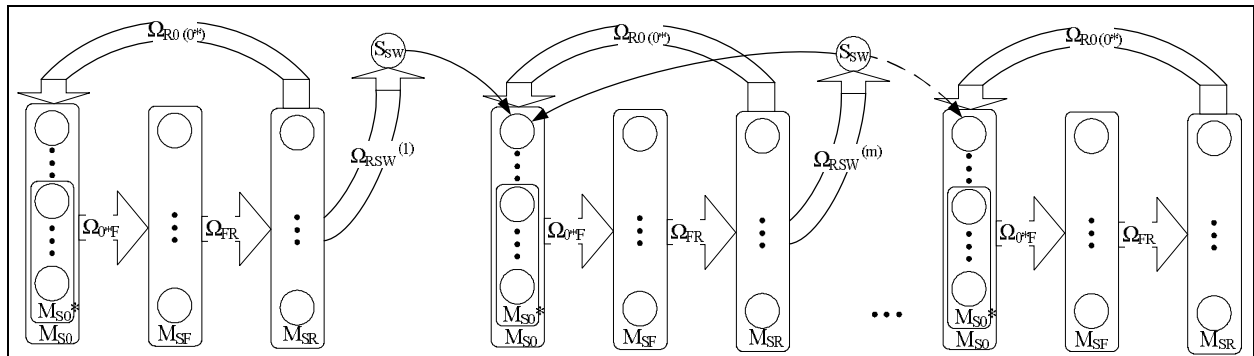 Ω_R0 (0*) S_SW Ω_R0 (0*) S_SW Ω_R0 (0*)
Ω_RSW^(1) Ω_RSW^(m)
Ω_0*F Ω_FR Ω_0*F Ω_FR Ω_0*F Ω_FR
M_S0* M_S0* ... M_S0*
M_S0 M_SF M_SR M_S0 M_SF M_SR M_S0 M_SF M_SR